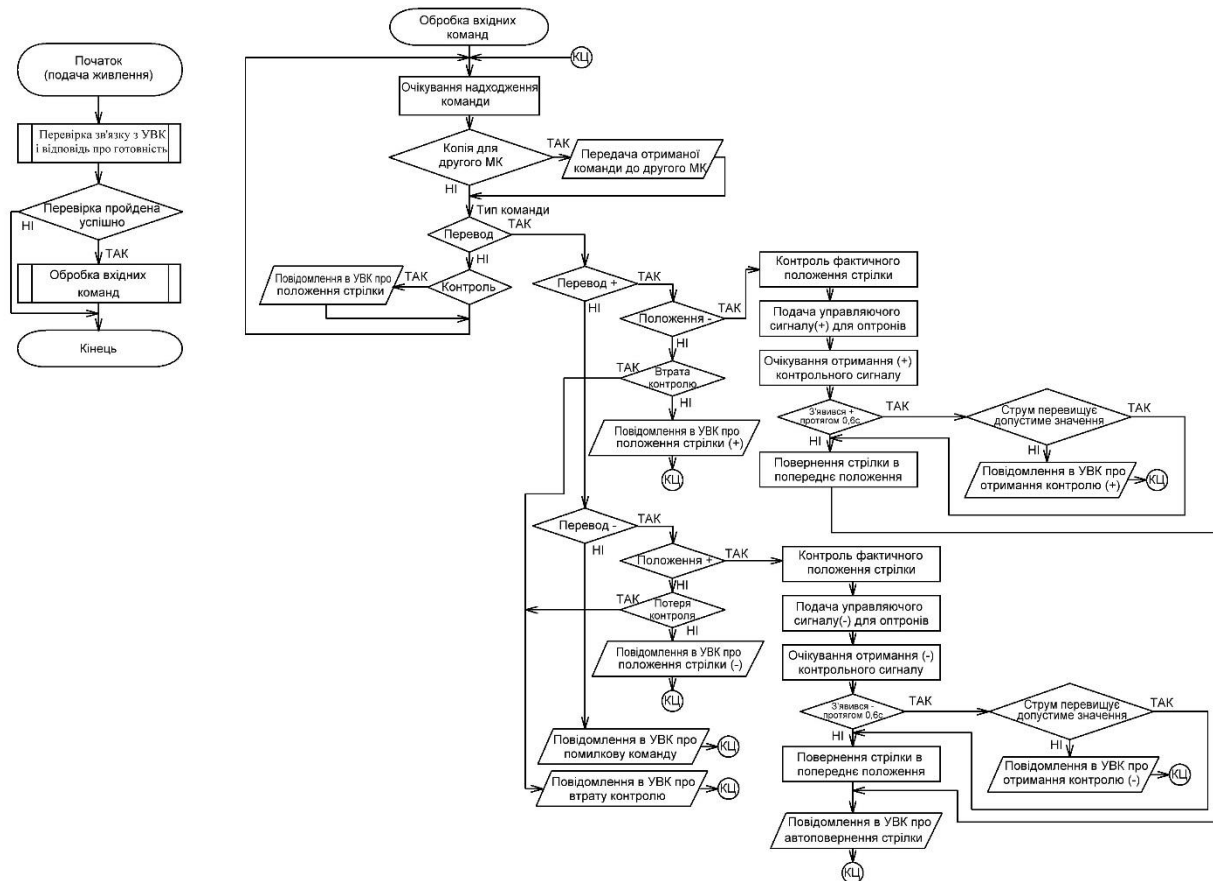 Початок
(подача живлення)
Перевірка зв'язку з УВК
і відповідь про готовність
Перевірка пройдена
успішно
НІ
ТАК
Обробка вхідних
команд
Кінець
Обробка вхідних
команд
КЦ
Очікування надходження
команди
Копія для
другого МК
ТАК
НІ
Передача отриманої
команди до другого МК
Тип команди
Перевод
ТАК
НІ
Контроль
ТАК
Повідомлення в УВК про
положення стрілки
Перевод +
ТАК
НІ
Положення -
ТАК
НІ
Втрата
контролю
ТАК
НІ
Повідомлення в УВК про
положення стрілки (+)
КЦ
Контроль фактичного
положення стрілки
Подача управляючого
сигналу(+) для оптронів
Очікування отримання (+)
контрольного сигналу
З'явився +
протягом 0,6с
ТАК
НІ
Струм перевищує
допустиме значення
ТАК
НІ
Повернення стрілки в
попереднє положення
Повідомлення в УВК про
отримання контролю (+)
КЦ
Перевод -
ТАК
НІ
Положення +
ТАК
НІ
Потеря
контроля
ТАК
НІ
Повідомлення в УВК про
положення стрілки (-)
КЦ
Контроль фактичного
положення стрілки
Подача управляючого
сигналу(-) для оптронів
Очікування отримання (-)
контрольного сигналу
З'явився -
протягом 0,6с
ТАК
НІ
Струм перевищує
допустиме значення
ТАК
НІ
Повернення стрілки в
попереднє положення
Повідомлення в УВК про
отримання контролю (-)
КЦ
Повідомлення в УВК про
помилкову команду
КЦ
Повідомлення в УВК про
втрату контролю
КЦ
Повідомлення в УВК про
автоповернення стрілки
КЦ